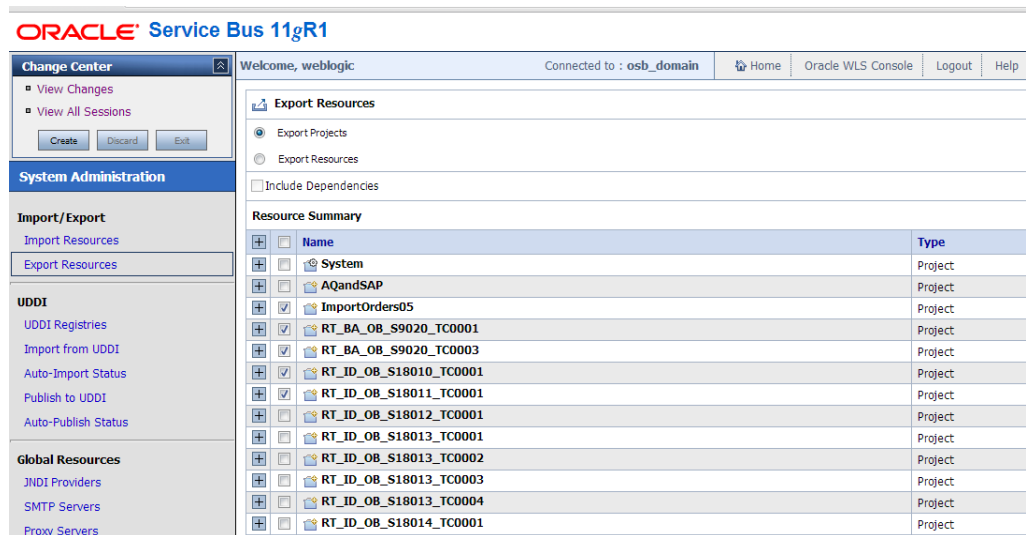 ORACLE Service Bus 11gR1
Change Center
View Changes
View All Sessions
Create Discard Exit
Welcome, weblogic Connected to : osb_domain Home Oracle WLS Console Logout Help
System Administration
Import/Export
Import Resources
Export Resources
UDDI
UDDI Registries
Import from UDDI
Auto-Import Status
Publish to UDDI
Auto-Publish Status
Global Resources
JNDI Providers
SMTP Servers
Proxy Servers
Export Resources
Export Projects
Export Resources
Include Dependencies
Resource Summary
Name Type
System Project
AQandSAP Project
ImportOrders05 Project
RT_BA_OB_S9020_TC0001 Project
RT_BA_OB_S9020_TC0003 Project
RT_ID_OB_S18010_TC0001 Project
RT_ID_OB_S18011_TC0001 Project
RT_ID_OB_S18012_TC0001 Project
RT_ID_OB_S18013_TC0001 Project
RT_ID_OB_S18013_TC0002 Project
RT_ID_OB_S18013_TC0003 Project
RT_ID_OB_S18013_TC0004 Project
RT_ID_OB_S18014_TC0001 Project